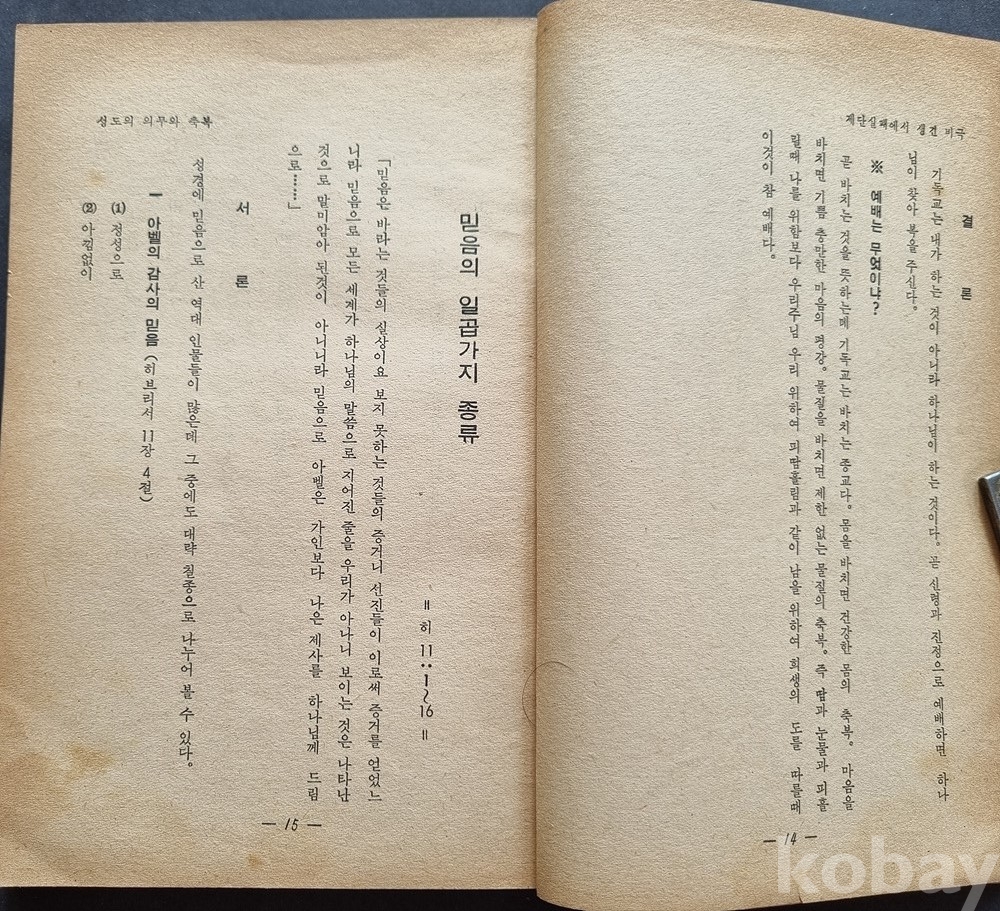 제단실패에서 생긴 비극
결 론
기독교는 내가 하는 것이 아니라 하나님이 하는 것이다. 곧 신령과 진정으로 예배하면 하나
님이 찾아 복을 주신다.
※ 예배는 무엇이냐?
곧 바치는 것을 뜻하는데 기독교는 바치는 종교다. 몸을 바치면 건강한 몸의 축복. 마음을
바치면 기쁨 충만한 마음의 평강. 물질을 바치면 제한 없는 물질의 축복. 즉 땀과 눈물과 피흘
릴때 나를 위함보다 우리주님 우리 위하여 피땀흘림과 같이 남을 위하여 희생의 도를 따를때
이것이 참 예배다.
— 14 —
성도의 의무와 축복
믿음의 일곱가지 종류
= 히 11:1~16 =
「믿음은 바라는 것들의 실상이요 보지 못하는 것들의 증거니 선진들이 이로써 증거를 얻었느
니라 믿음으로 모든 세계가 하나님의 말씀으로 지어진 줄을 우리가 아나니 보이는 것은 나타난
것으로 말미암아 된것이 아니니라 믿음으로 아벨은 가인보다 나은 제사를 하나님께 드림
으로……」
서 론
성경에 믿음으로 산 역대 인물들이 많은데 그 중에도 대략 칠종으로 나누어 볼 수 있다.
一 아벨의 감사의 믿음 (히브리서 11장 4절)
(1) 정성으로
(2) 아낌없이
— 15 —
kobay